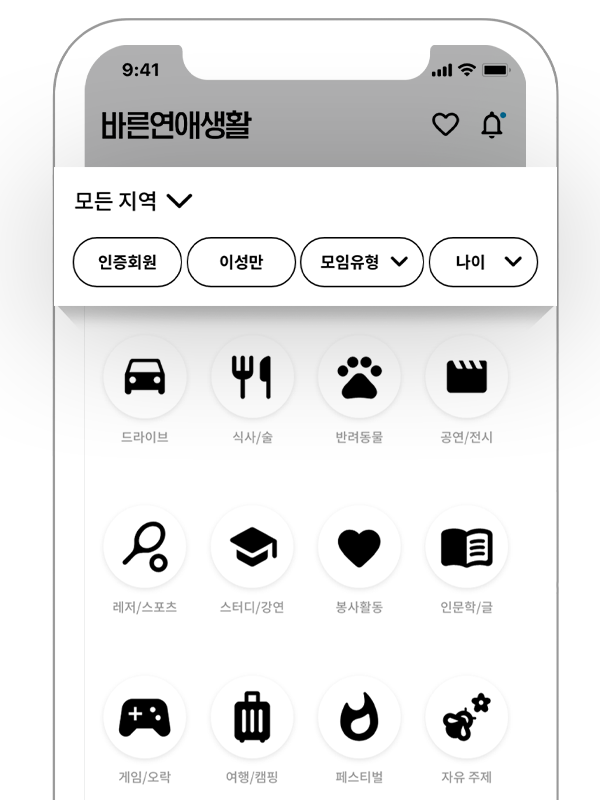 9:41
바른연애생활
모든 지역
인증회원 이성만 모임유형 나이
드라이브 식사/술 반려동물 공연/전시
레저/스포츠 스터디/강연 봉사활동 인문학/글
게임/오락 여행/캠핑 페스티벌 자유 주제